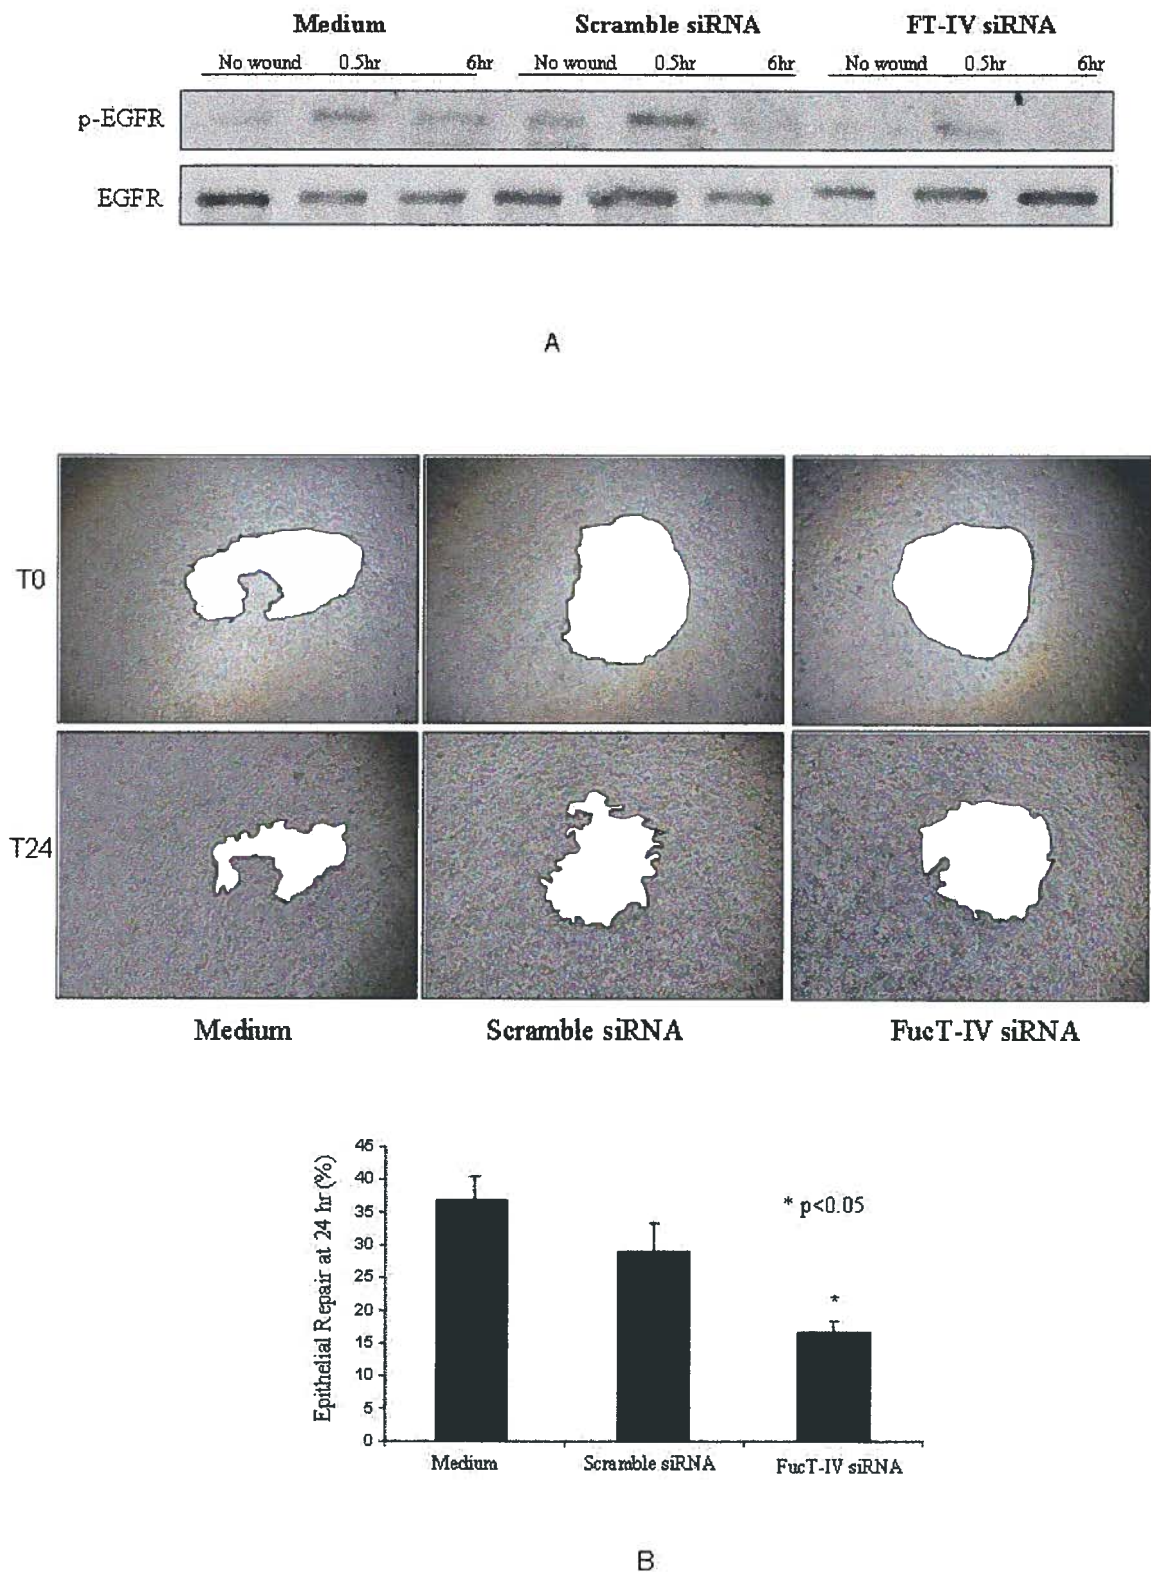 Medium Scramble siRNA FT-IV siRNA
No wound 0.5hr 6hr No wound 0.5hr 6hr No wound 0.5hr 6hr
p-EGFR
EGFR
A
T0
T24
Medium Scramble siRNA FucT-IV siRNA
Epithelial Repair at 24 hr (%)
45
40
35
30
25
20
15
10
5
0
* p<0.05
*
Medium Scramble siRNA FucT-IV siRNA
B